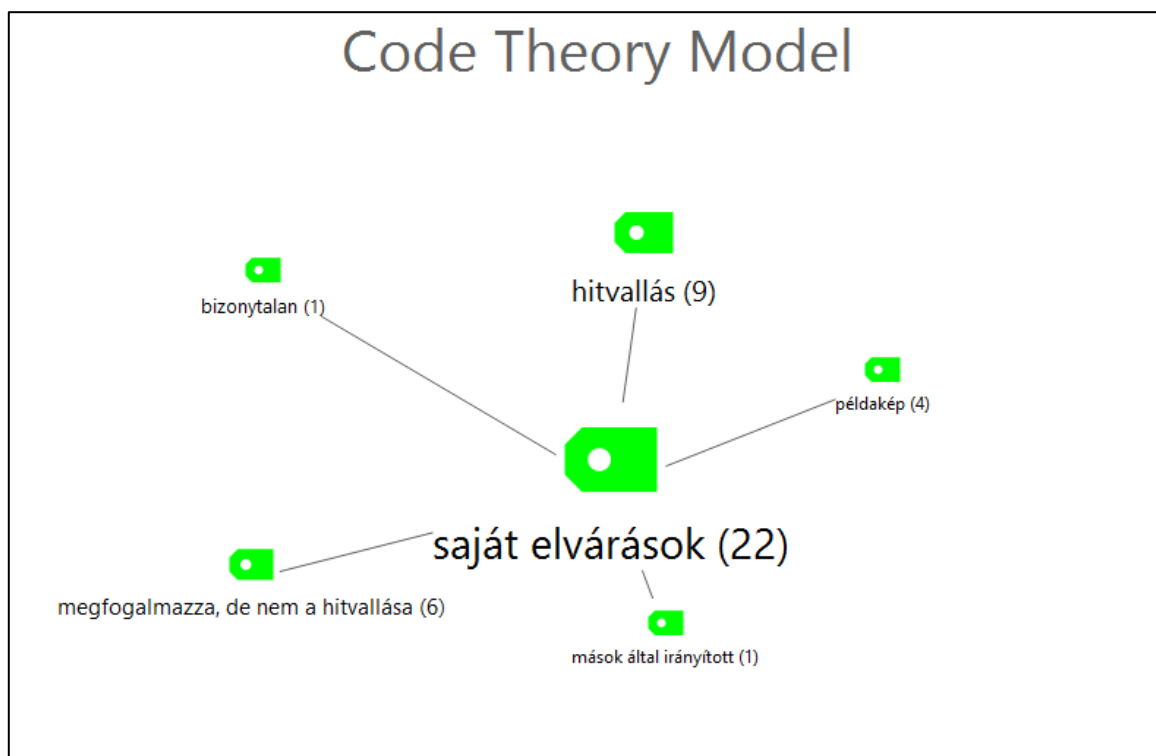 Code Theory Model
hitvallás (9)
bizonytalan (1)
példakép (4)
saját elvárások (22)
megfogalmazza, de nem a hitvallása (6)
mások által irányított (1)